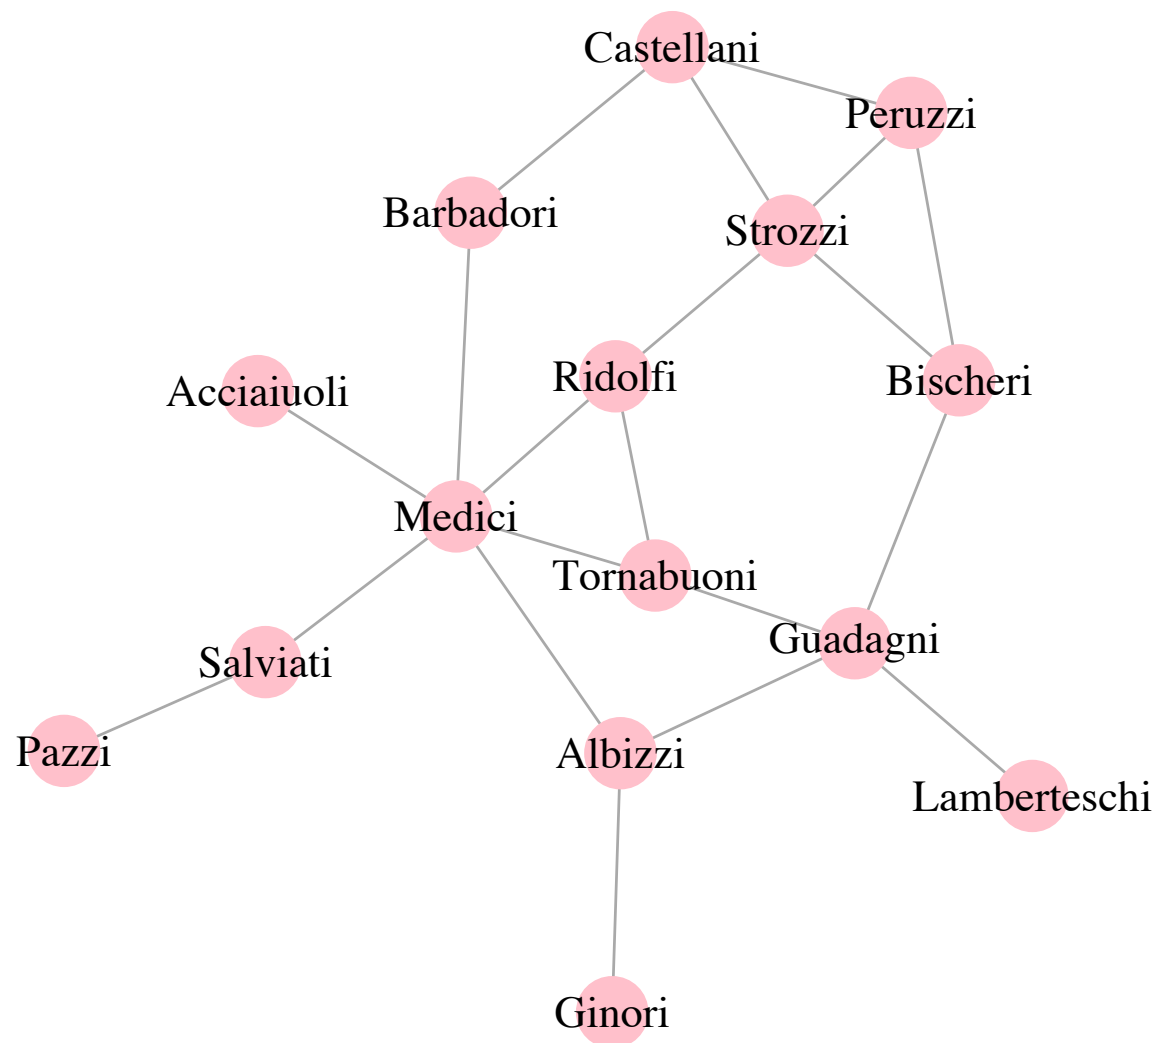 Castellani
Peruzzi
Barbadori
Strozzi
Ridolfi
Bischeri
Acciaiuoli
Medici
Tornabuoni
Guadagni
Salviati
Pazzi
Albizzi
Lamberteschi
Ginori